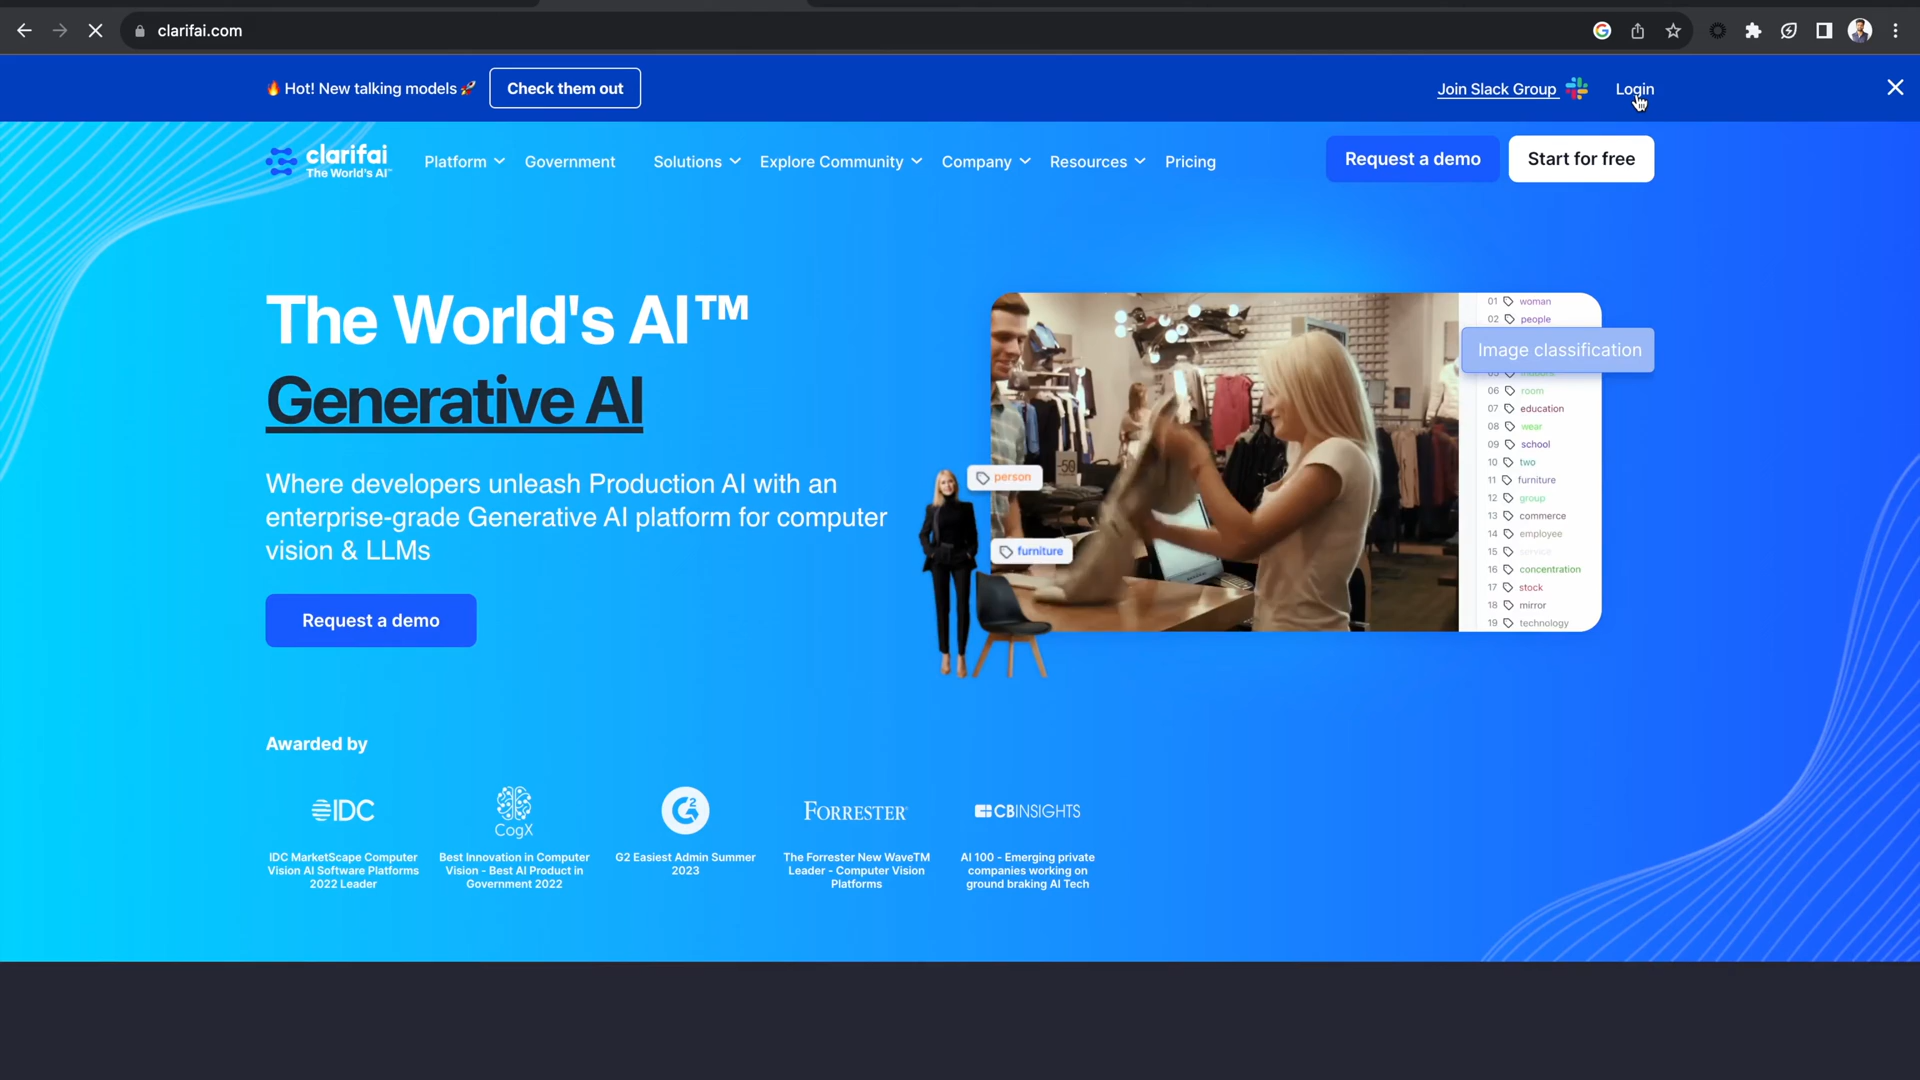 clarifai.com
🔥 Hot! New talking models 🚀
Check them out
Join Slack Group
Login
clarifai
The World's AI™
Platform
Government
Solutions
Explore Community
Company
Resources
Pricing
Request a demo
Start for free
The World's AI™
Generative AI
Where developers unleash Production AI with an
enterprise-grade Generative AI platform for computer
vision & LLMs
Request a demo
person
furniture
-50
01 woman
02 people
Image classification
06 room
07 education
08 wear
09 school
10 two
11 furniture
12 group
13 commerce
14 employee
15 service
16 concentration
17 stock
18 mirror
19 technology
Awarded by
IDC
IDC MarketScape Computer
Vision AI Software Platforms
2022 Leader
CogX
Best Innovation in Computer
Vision - Best AI Product in
Government 2022
G2
G2 Easiest Admin Summer
2023
FORRESTER
The Forrester New WaveTM
Leader - Computer Vision
Platforms
CBINSIGHTS
AI 100 - Emerging private
companies working on
ground braking AI Tech